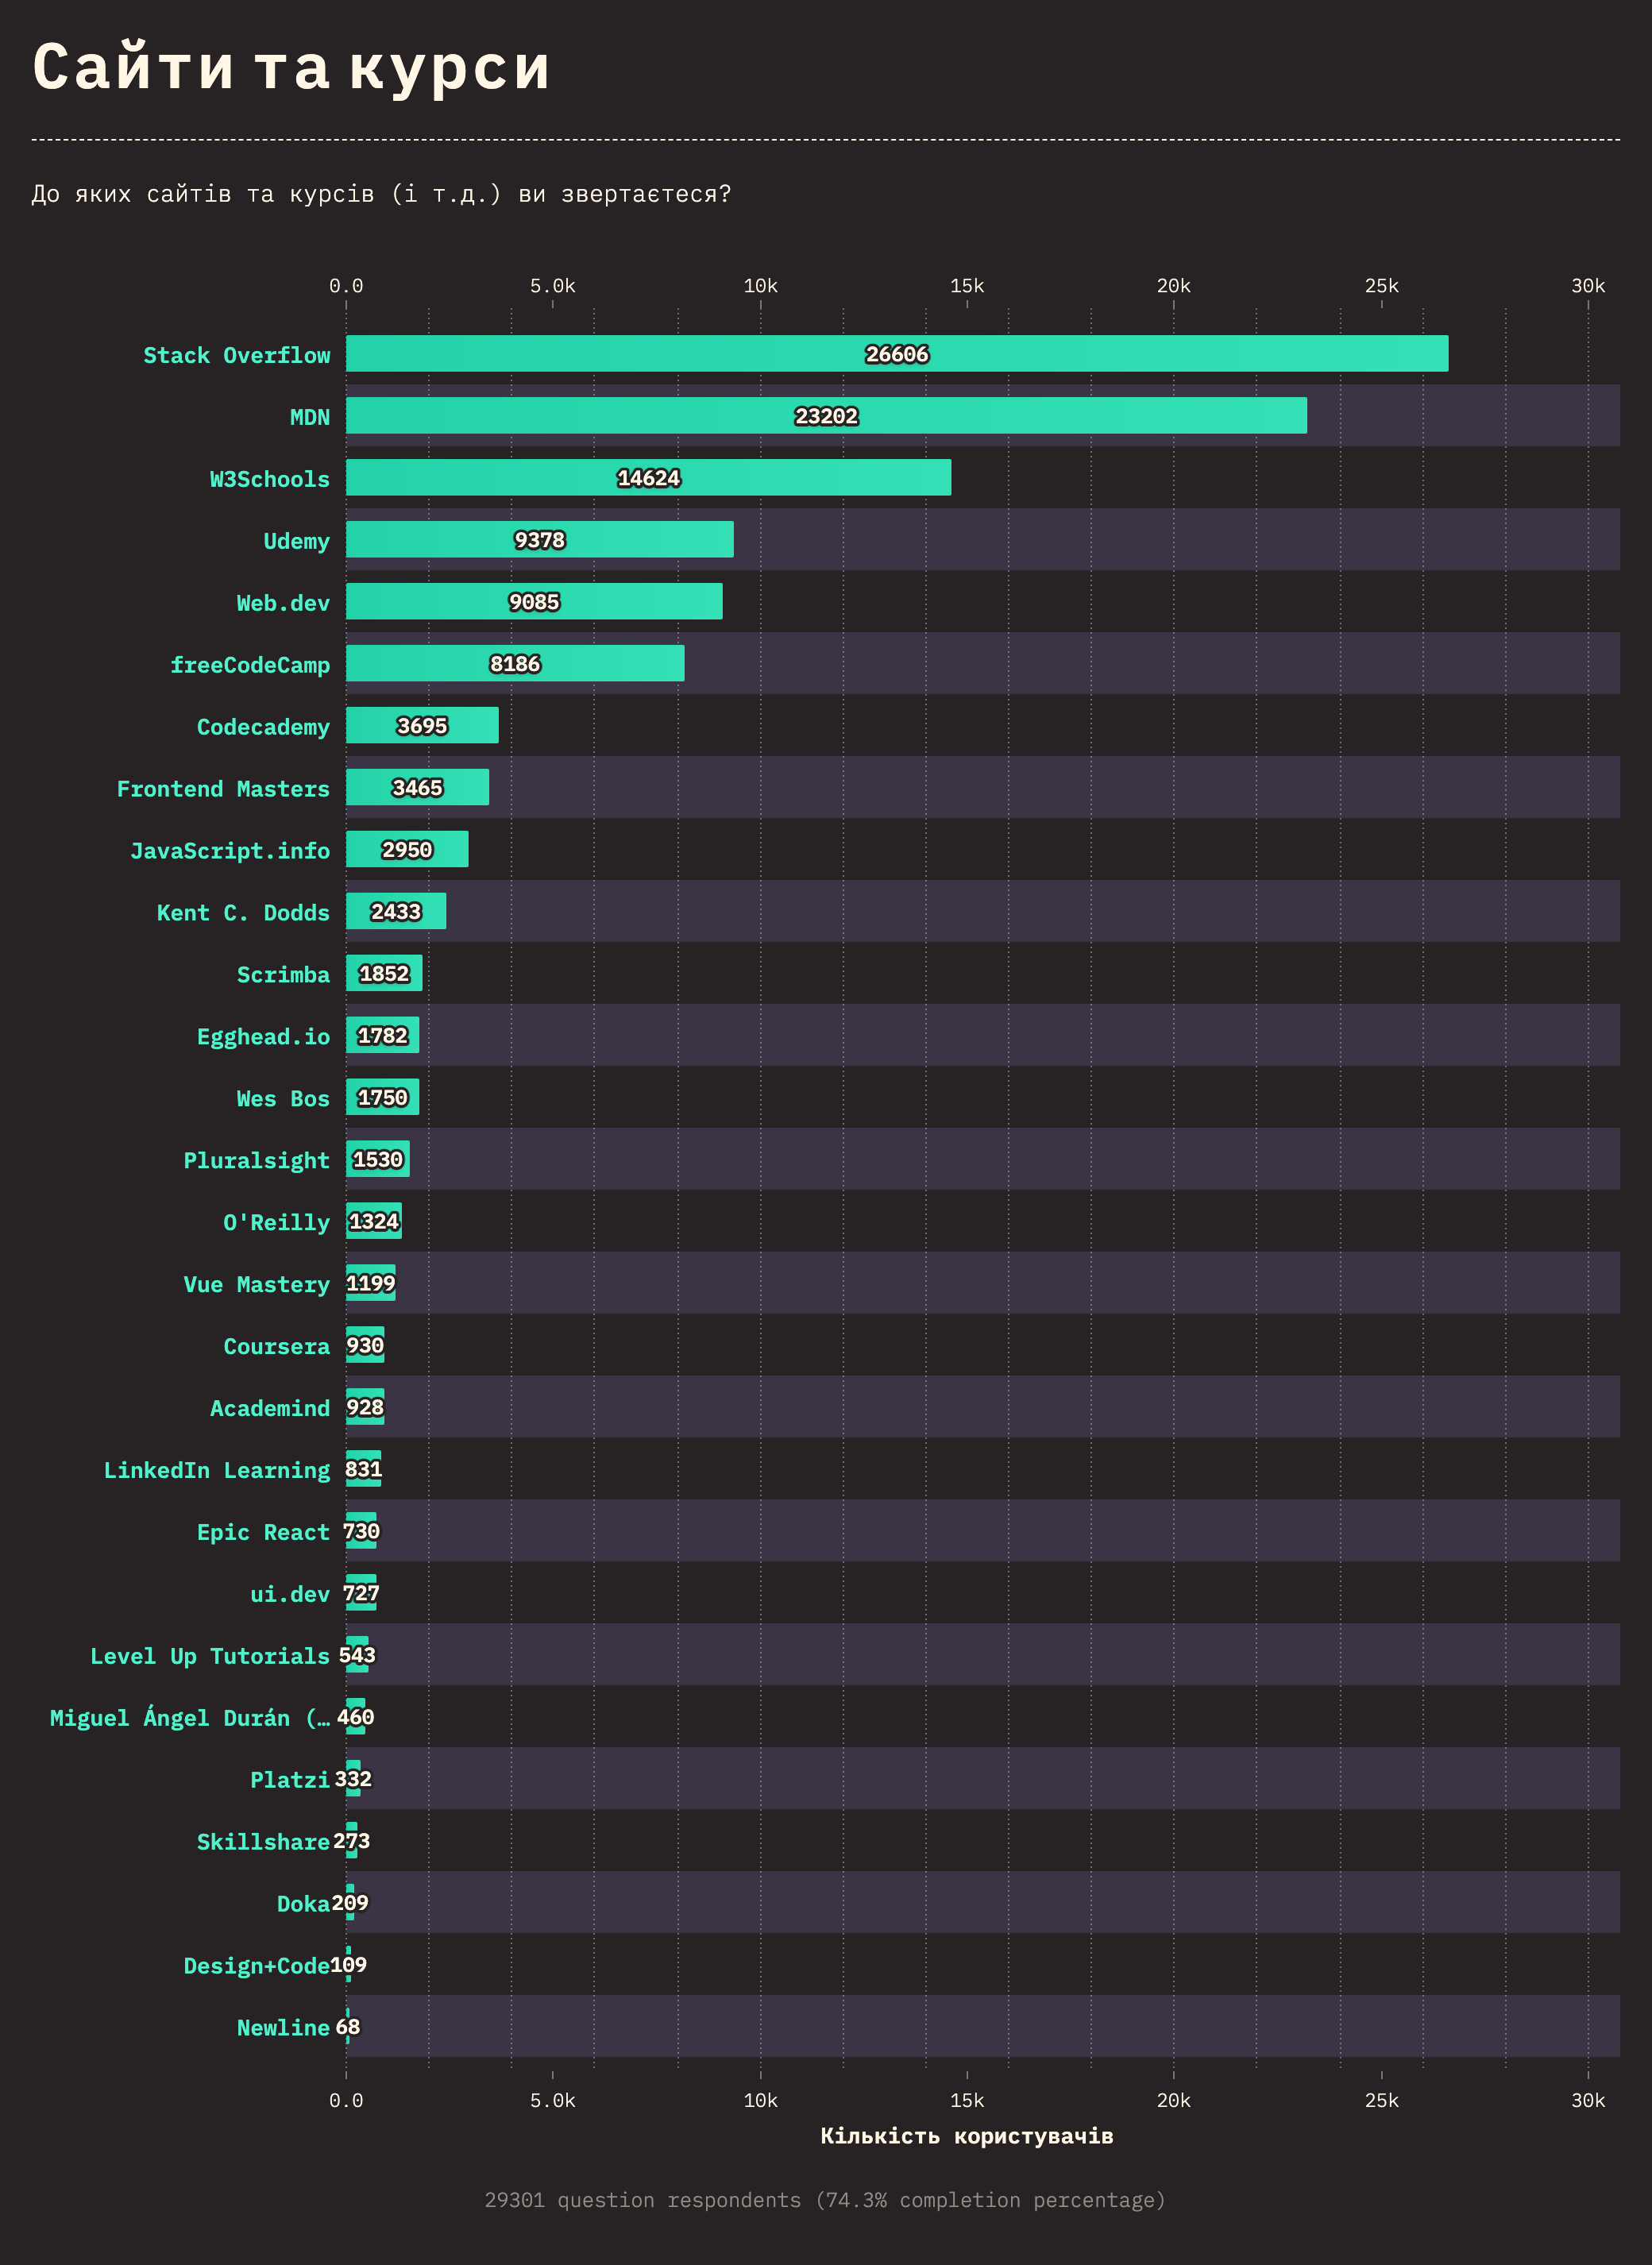 Сайти та курси
До яких сайтів та курсів (і т.д.) ви звертаєтеся?
0.0 5.0k 10k 15k 20k 25k 30k
Stack Overflow 26606
MDN 23202
W3Schools 14624
Udemy 9378
Web.dev 9085
freeCodeCamp 8186
Codecademy 3695
Frontend Masters 3465
JavaScript.info 2950
Kent C. Dodds 2433
Scrimba 1852
Egghead.io 1782
Wes Bos 1750
Pluralsight 1530
O'Reilly 1324
Vue Mastery 1199
Coursera 930
Academind 928
LinkedIn Learning 831
Epic React 730
ui.dev 727
Level Up Tutorials 543
Miguel Ángel Durán (… 460
Platzi 332
Skillshare 273
Doka 209
Design+Code 109
Newline 68
0.0 5.0k 10k 15k 20k 25k 30k
Кількість користувачів
29301 question respondents (74.3% completion percentage)